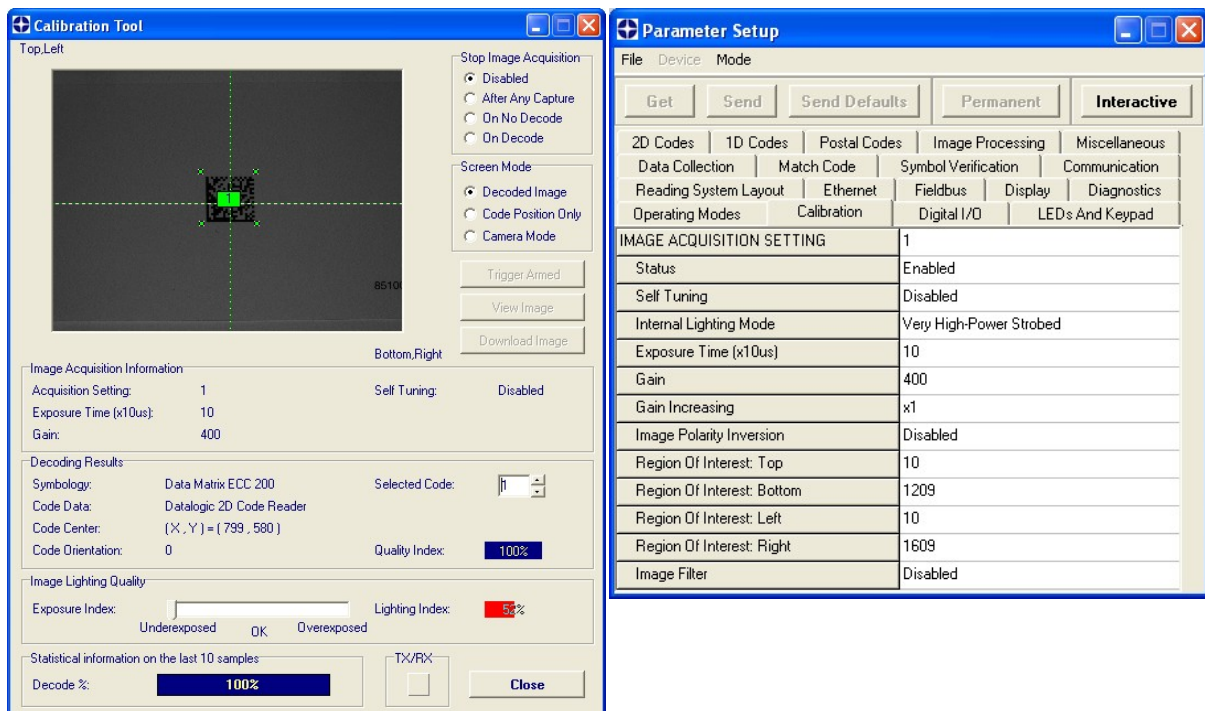 Calibration Tool
Top,Left
1
85100
Bottom,Right
Stop Image Acquisition
Disabled
After Any Capture
On No Decode
On Decode
Screen Mode
Decoded Image
Code Position Only
Camera Mode
Trigger Armed
View Image
Download Image
Image Acquisition Information
Acquisition Setting: 1 Self Tuning: Disabled
Exposure Time (x10us): 10
Gain: 400
Decoding Results
Symbology: Data Matrix ECC 200 Selected Code: 1
Code Data: Datalogic 2D Code Reader
Code Center: ( X , Y ) = ( 799 , 580 )
Code Orientation: 0 Quality Index: 100%
Image Lighting Quality
Exposure Index: Lighting Index: 52%
Underexposed OK Overexposed
Statistical information on the last 10 samples
TX/RX
Decode %: 100%
Close
Parameter Setup
File Device Mode
Get Send Send Defaults Permanent Interactive
2D Codes 1D Codes Postal Codes Image Processing Miscellaneous
Data Collection Match Code Symbol Verification Communication
Reading System Layout Ethernet Fieldbus Display Diagnostics
Operating Modes Calibration Digital I/O LEDs And Keypad
IMAGE ACQUISITION SETTING 1
Status Enabled
Self Tuning Disabled
Internal Lighting Mode Very High-Power Strobed
Exposure Time (x10us) 10
Gain 400
Gain Increasing x1
Image Polarity Inversion Disabled
Region Of Interest: Top 10
Region Of Interest: Bottom 1209
Region Of Interest: Left 10
Region Of Interest: Right 1609
Image Filter Disabled